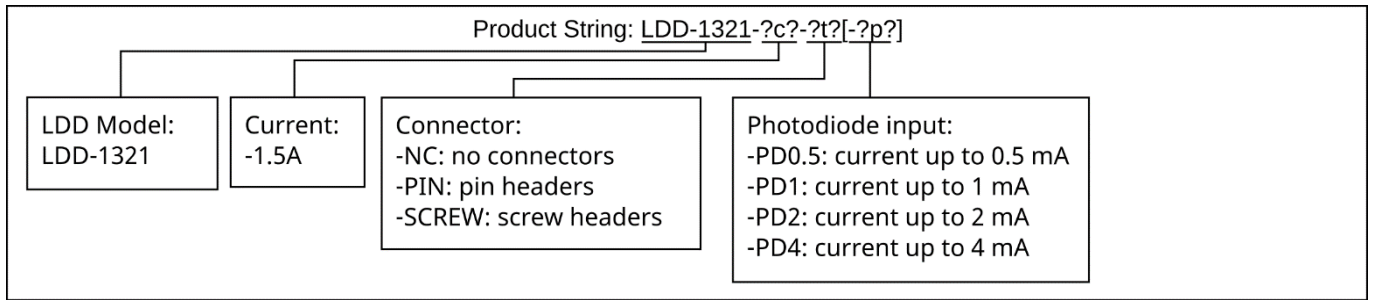 Product String: LDD-1321-?c?-?t?[-?p?]
LDD Model:
LDD-1321
Current:
-1.5A
Connector:
-NC: no connectors
-PIN: pin headers
-SCREW: screw headers
Photodiode input:
-PD0.5: current up to 0.5 mA
-PD1: current up to 1 mA
-PD2: current up to 2 mA
-PD4: current up to 4 mA